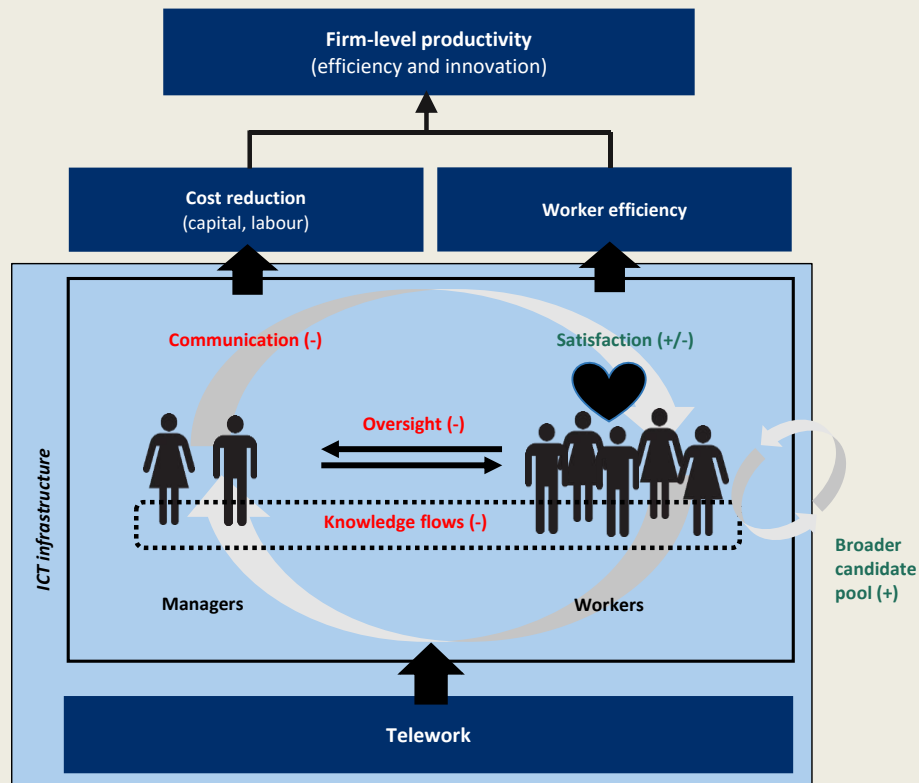 Firm-level productivity
(efficiency and innovation)
Cost reduction
(capital, labour)
Worker efficiency
Communication (-)
Satisfaction (+/-)
Oversight (-)
Knowledge flows (-)
ICT infrastructure
Broader
candidate
pool (+)
Managers
Workers
Telework